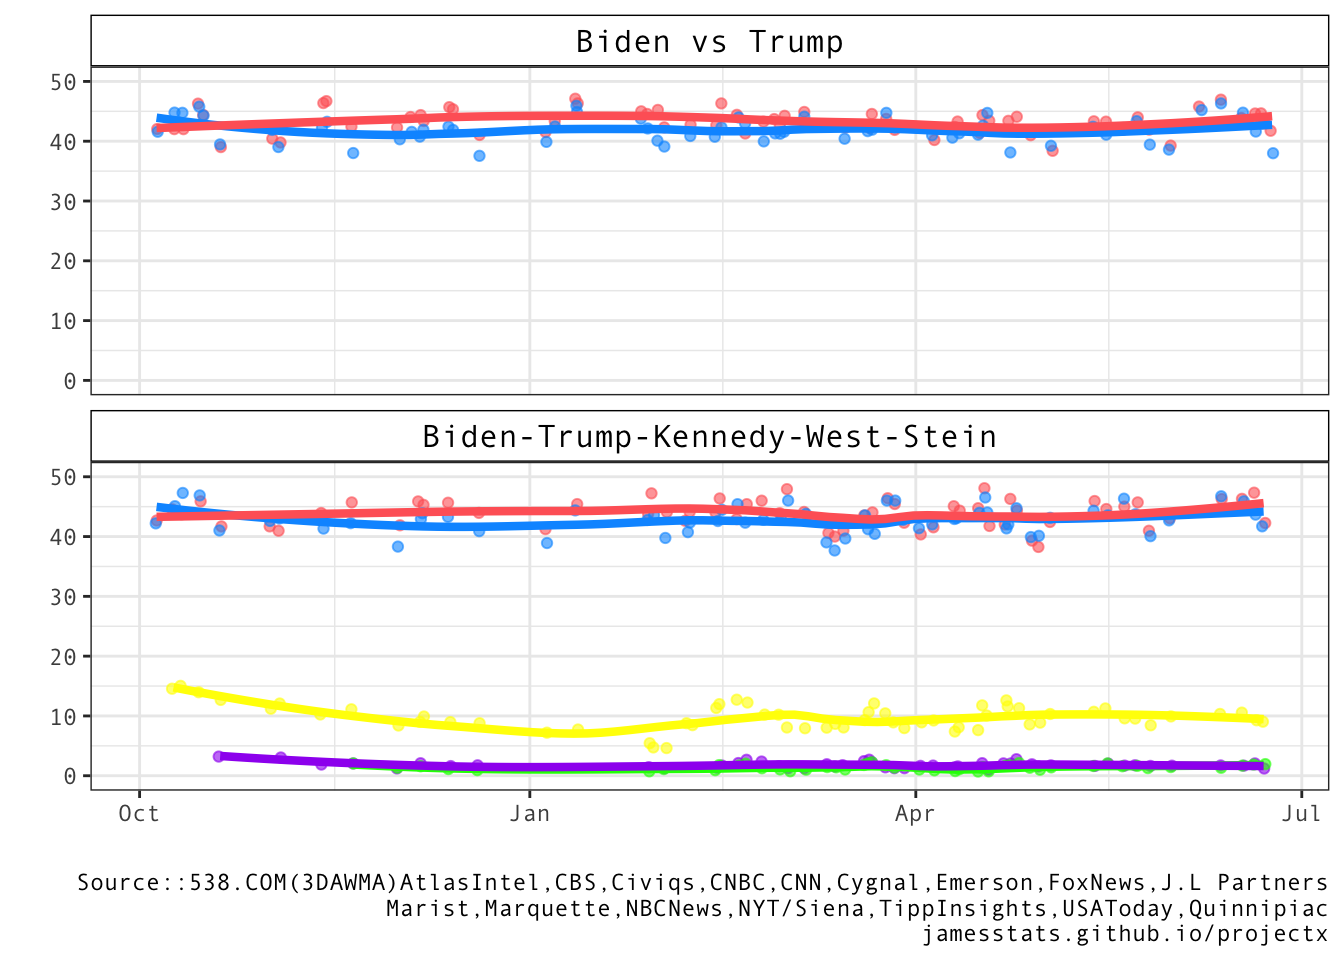 Biden vs Trump
50
40
30
20
10
0
Biden-Trump-Kennedy-West-Stein
50
40
30
20
10
0
Oct Jan Apr Jul
Source::538.COM(3DAWMA)AtlasIntel,CBS,Civiqs,CNBC,CNN,Cygnal,Emerson,FoxNews,J.L Partners
Marist,Marquette,NBCNews,NYT/Siena,TippInsights,USAToday,Quinnipiac
jamesstats.github.io/projectx